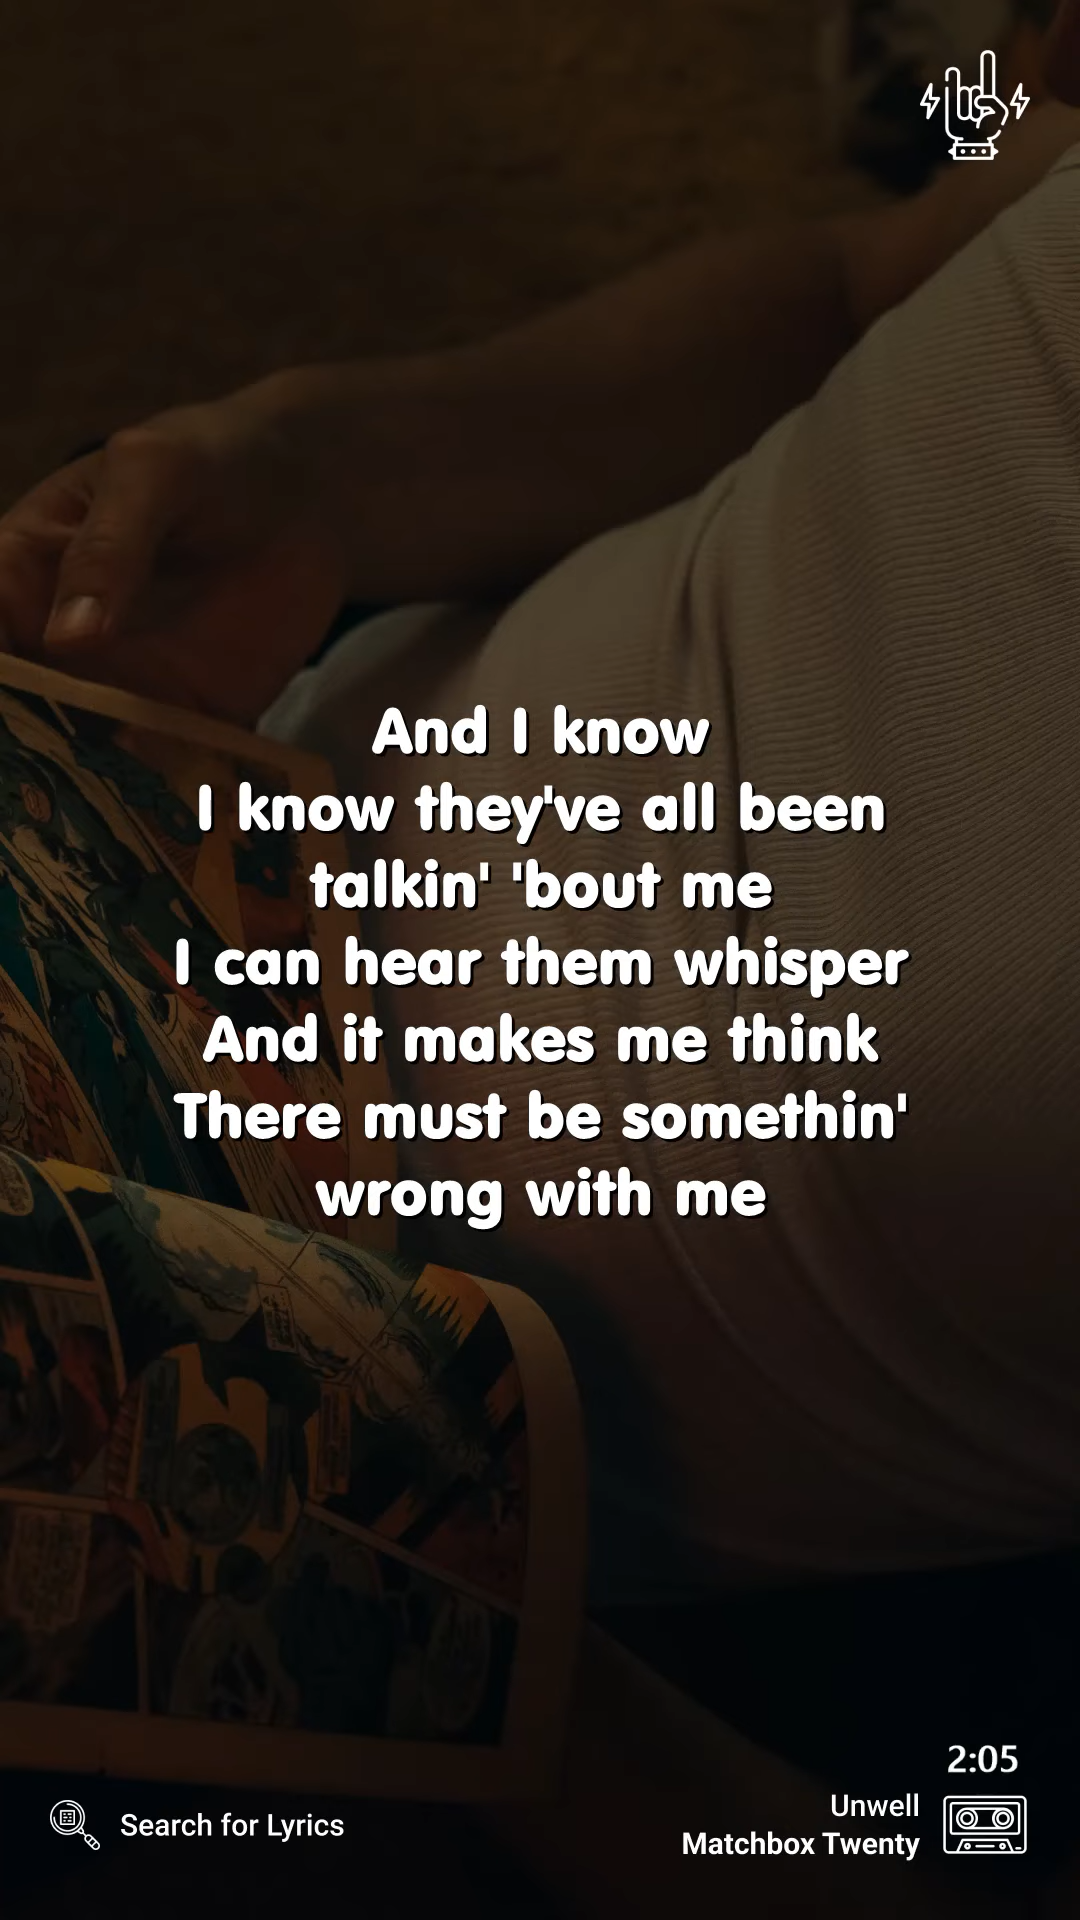 And I know
I know they've all been
talkin' 'bout me
I can hear them whisper
And it makes me think
There must be somethin'
wrong with me
2:05
Unwell
Matchbox Twenty
Search for Lyrics